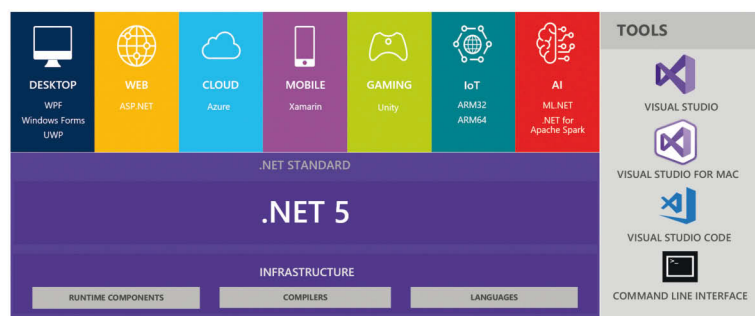 DESKTOP
WPF
Windows Forms
UWP
WEB
ASP.NET
CLOUD
Azure
MOBILE
Xamarin
GAMING
Unity
IoT
ARM32
ARM64
AI
ML.NET
.NET for
Apache Spark
.NET STANDARD
.NET 5
INFRASTRUCTURE
RUNTIME COMPONENTS
COMPILERS
LANGUAGES
TOOLS
VISUAL STUDIO
VISUAL STUDIO FOR MAC
VISUAL STUDIO CODE
>_
COMMAND LINE INTERFACE